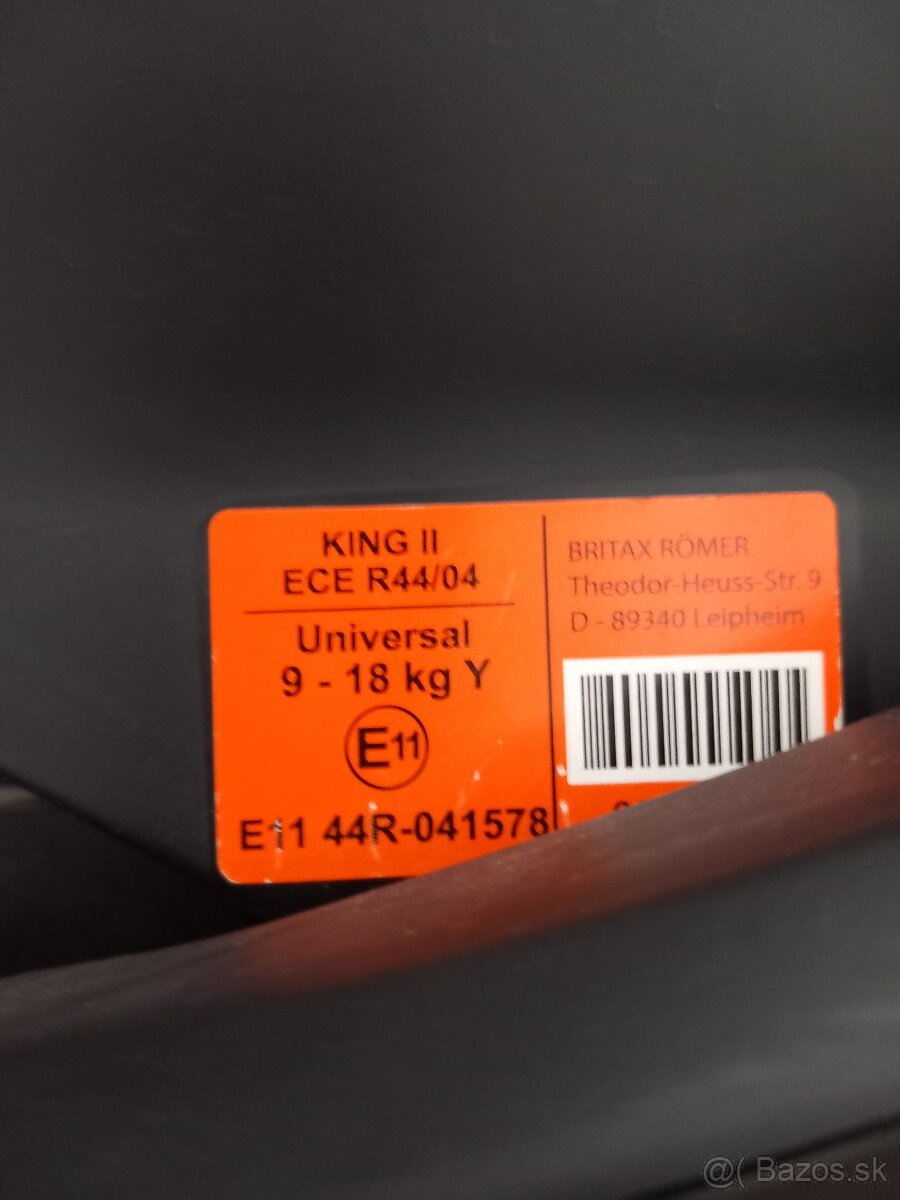 KING II
ECE R44/04
Universal
9 - 18 kg Y
E11
E11 44R-041578
BRITAX RÖMER
Theodor-Heuss-Str. 9
D - 89340 Leipheim
@( Bazos.sk